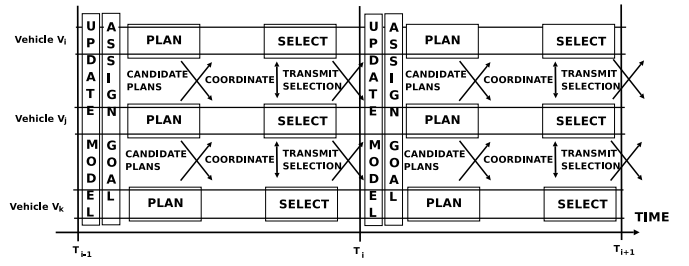 UPDATE MODEL
ASSIGN GOAL
UPDATE MODEL
ASSIGN GOAL
Vehicle Vi PLAN SELECT PLAN SELECT
CANDIDATE PLANS COORDINATE TRANSMIT SELECTION CANDIDATE PLANS COORDINATE TRANSMIT SELECTION
Vehicle Vj PLAN SELECT PLAN SELECT
CANDIDATE PLANS COORDINATE TRANSMIT SELECTION CANDIDATE PLANS COORDINATE TRANSMIT SELECTION
Vehicle Vk PLAN SELECT PLAN SELECT
TIME
Ti-1 Ti Ti+1